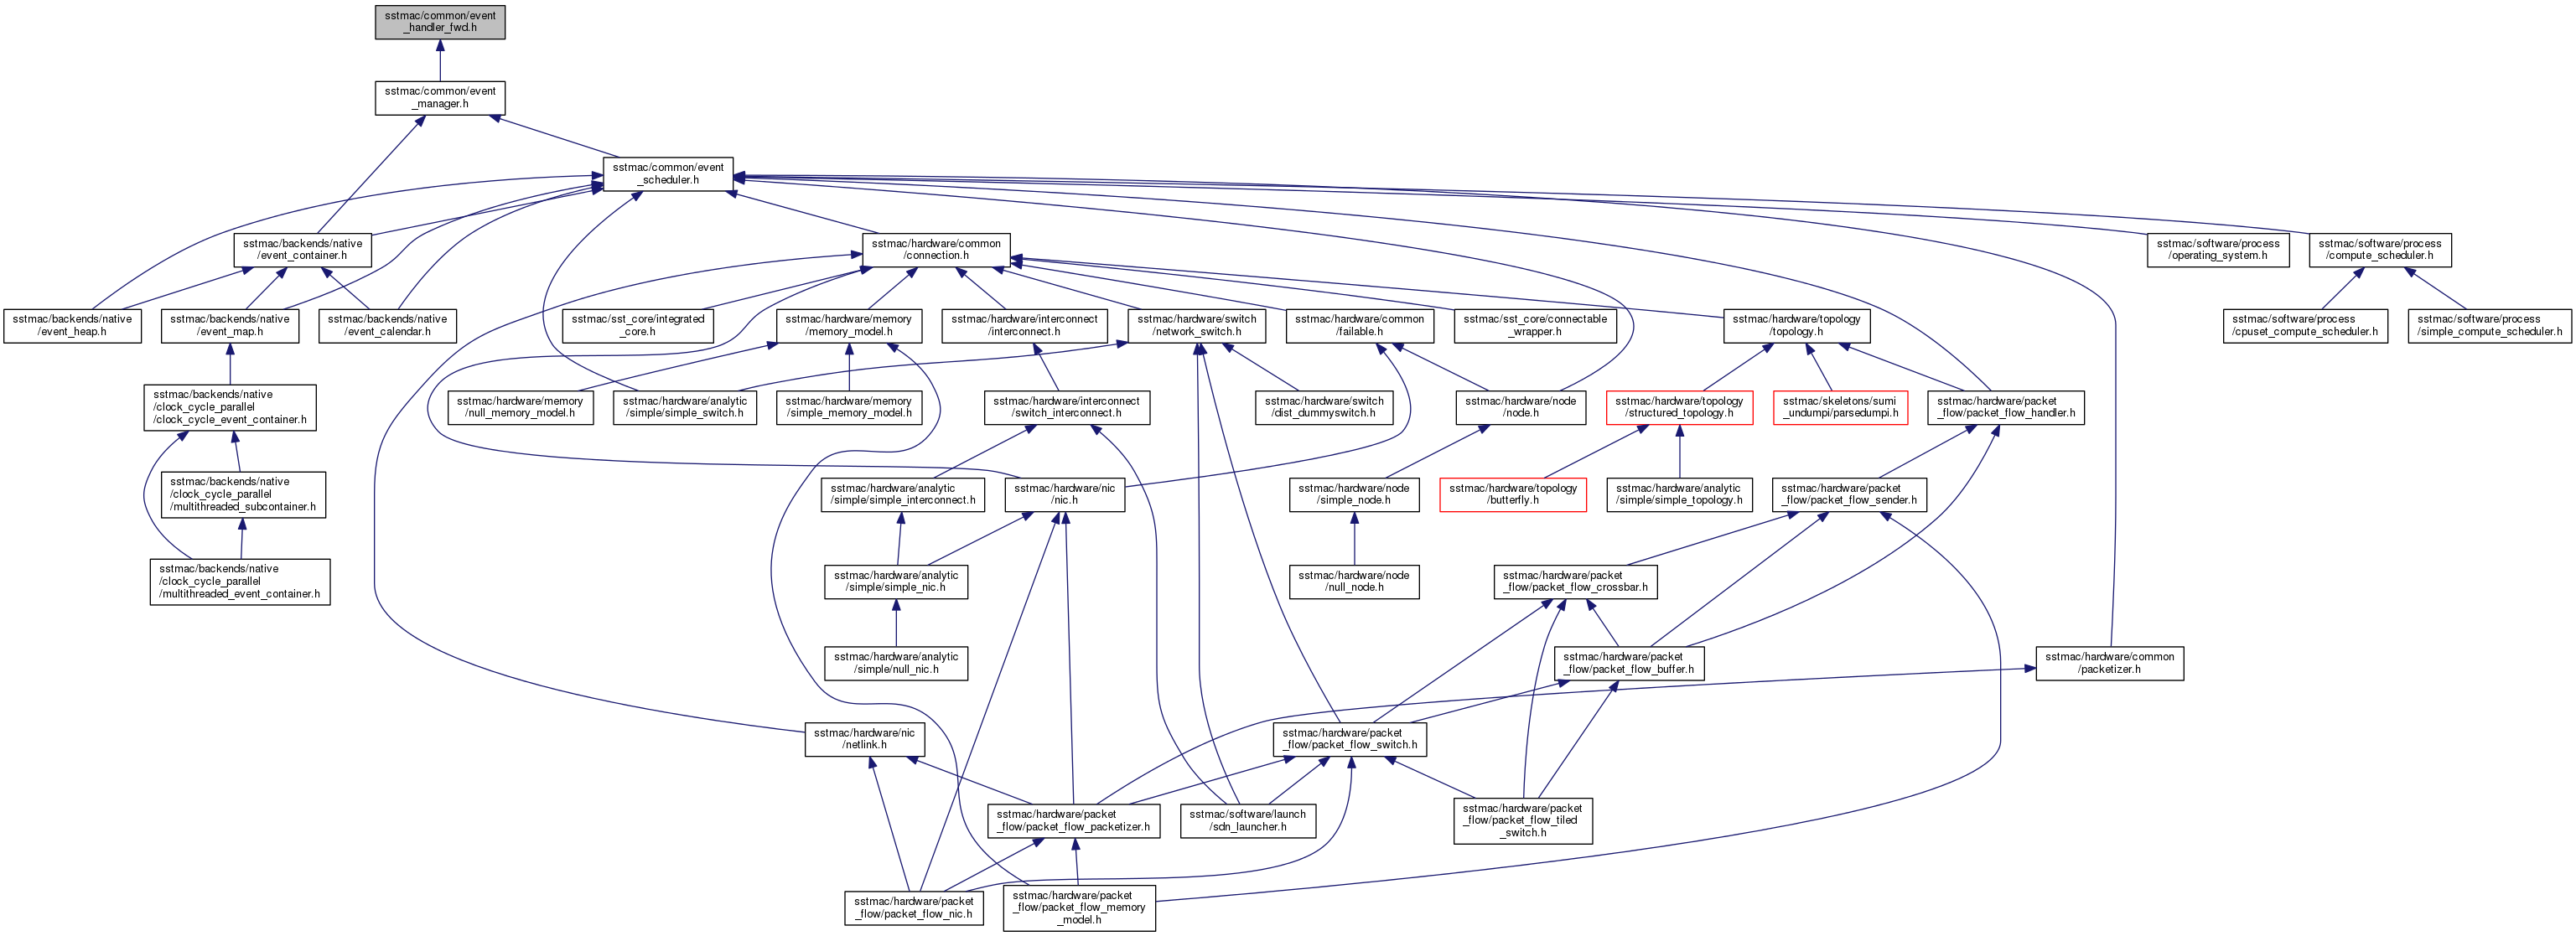 sstmac/common/event
_handler_fwd.h
sstmac/common/event
_manager.h
sstmac/common/event
_scheduler.h
sstmac/backends/native
/event_container.h
sstmac/hardware/common
/connection.h
sstmac/software/process
/operating_system.h
sstmac/software/process
/compute_scheduler.h
sstmac/backends/native
/event_heap.h
sstmac/backends/native
/event_map.h
sstmac/backends/native
/event_calendar.h
sstmac/sst_core/integrated
_core.h
sstmac/hardware/memory
/memory_model.h
sstmac/hardware/interconnect
/interconnect.h
sstmac/hardware/switch
/network_switch.h
sstmac/hardware/common
/failable.h
sstmac/sst_core/connectable
_wrapper.h
sstmac/hardware/topology
/topology.h
sstmac/software/process
/cpuset_compute_scheduler.h
sstmac/software/process
/simple_compute_scheduler.h
sstmac/backends/native
/clock_cycle_parallel
/clock_cycle_event_container.h
sstmac/hardware/memory
/null_memory_model.h
sstmac/hardware/analytic
/simple/simple_switch.h
sstmac/hardware/memory
/simple_memory_model.h
sstmac/hardware/interconnect
/switch_interconnect.h
sstmac/hardware/switch
/dist_dummyswitch.h
sstmac/hardware/node
/node.h
sstmac/hardware/topology
/structured_topology.h
sstmac/skeletons/sumi
_undumpi/parsedumpi.h
sstmac/hardware/packet
_flow/packet_flow_handler.h
sstmac/backends/native
/clock_cycle_parallel
/multithreaded_subcontainer.h
sstmac/hardware/analytic
/simple/simple_interconnect.h
sstmac/hardware/nic
/nic.h
sstmac/hardware/node
/simple_node.h
sstmac/hardware/topology
/butterfly.h
sstmac/hardware/analytic
/simple/simple_topology.h
sstmac/hardware/packet
_flow/packet_flow_sender.h
sstmac/backends/native
/clock_cycle_parallel
/multithreaded_event_container.h
sstmac/hardware/analytic
/simple/simple_nic.h
sstmac/hardware/node
/null_node.h
sstmac/hardware/packet
_flow/packet_flow_crossbar.h
sstmac/hardware/analytic
/simple/null_nic.h
sstmac/hardware/packet
_flow/packet_flow_buffer.h
sstmac/hardware/common
/packetizer.h
sstmac/hardware/nic
/netlink.h
sstmac/hardware/packet
_flow/packet_flow_switch.h
sstmac/hardware/packet
_flow/packet_flow_packetizer.h
sstmac/software/launch
/sdn_launcher.h
sstmac/hardware/packet
_flow/packet_flow_tiled
_switch.h
sstmac/hardware/packet
_flow/packet_flow_nic.h
sstmac/hardware/packet
_flow/packet_flow_memory
_model.h